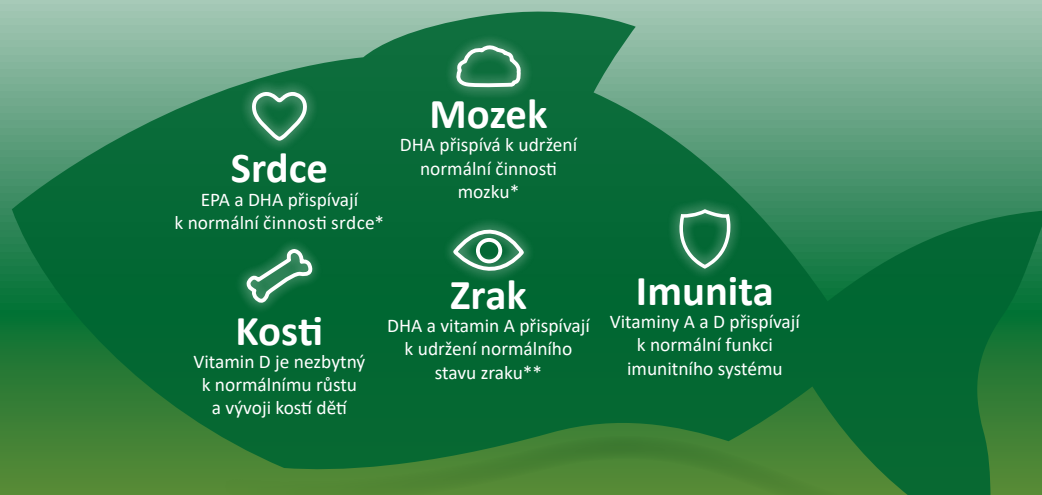 Mozek
DHA přispívá k udržení
normální činnosti
mozku*
Srdce
EPA a DHA přispívají
k normální činnosti srdce*
Kosti
Vitamin D je nezbytný
k normálnímu růstu
a vývoji kostí dětí
Zrak
DHA a vitamin A přispívají
k udržení normálního
stavu zraku**
Imunita
Vitaminy A a D přispívají
k normální funkci
imunitního systému